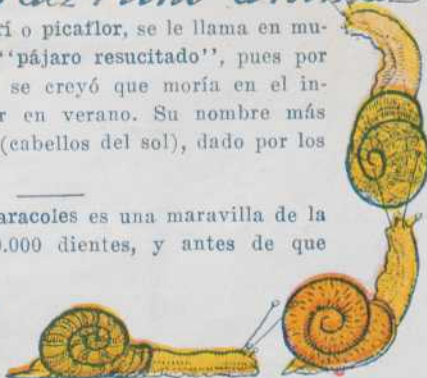 rí o picaflor, se le llama en mu-
"pájaro resucitado", pues por
se creyó que moría en el in-
r en verano. Su nombre más
(cabellos del sol), dado por los
aracoles es una maravilla de la
0.000 dientes, y antes de que